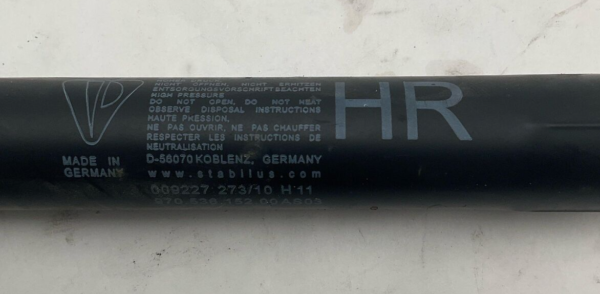 NICHT ÖFFNEN, NICHT ERHITZEN
ENTSORGUNGSVORSCHRIFT BEACHTEN
HIGH PRESSURE
DO NOT OPEN, DO NOT HEAT
OBSERVE DISPOSAL INSTRUCTIONS
HAUTE PRESSION,
NE PAS OUVRIR, NE PAS CHAUFFER
RESPECTER LES INSTRUCTIONS DE
NEUTRALISATION
D-56070 KOBLENZ, GERMANY
www.stabilus.com
009227 273/10 H 11
MADE IN
GERMANY
HR